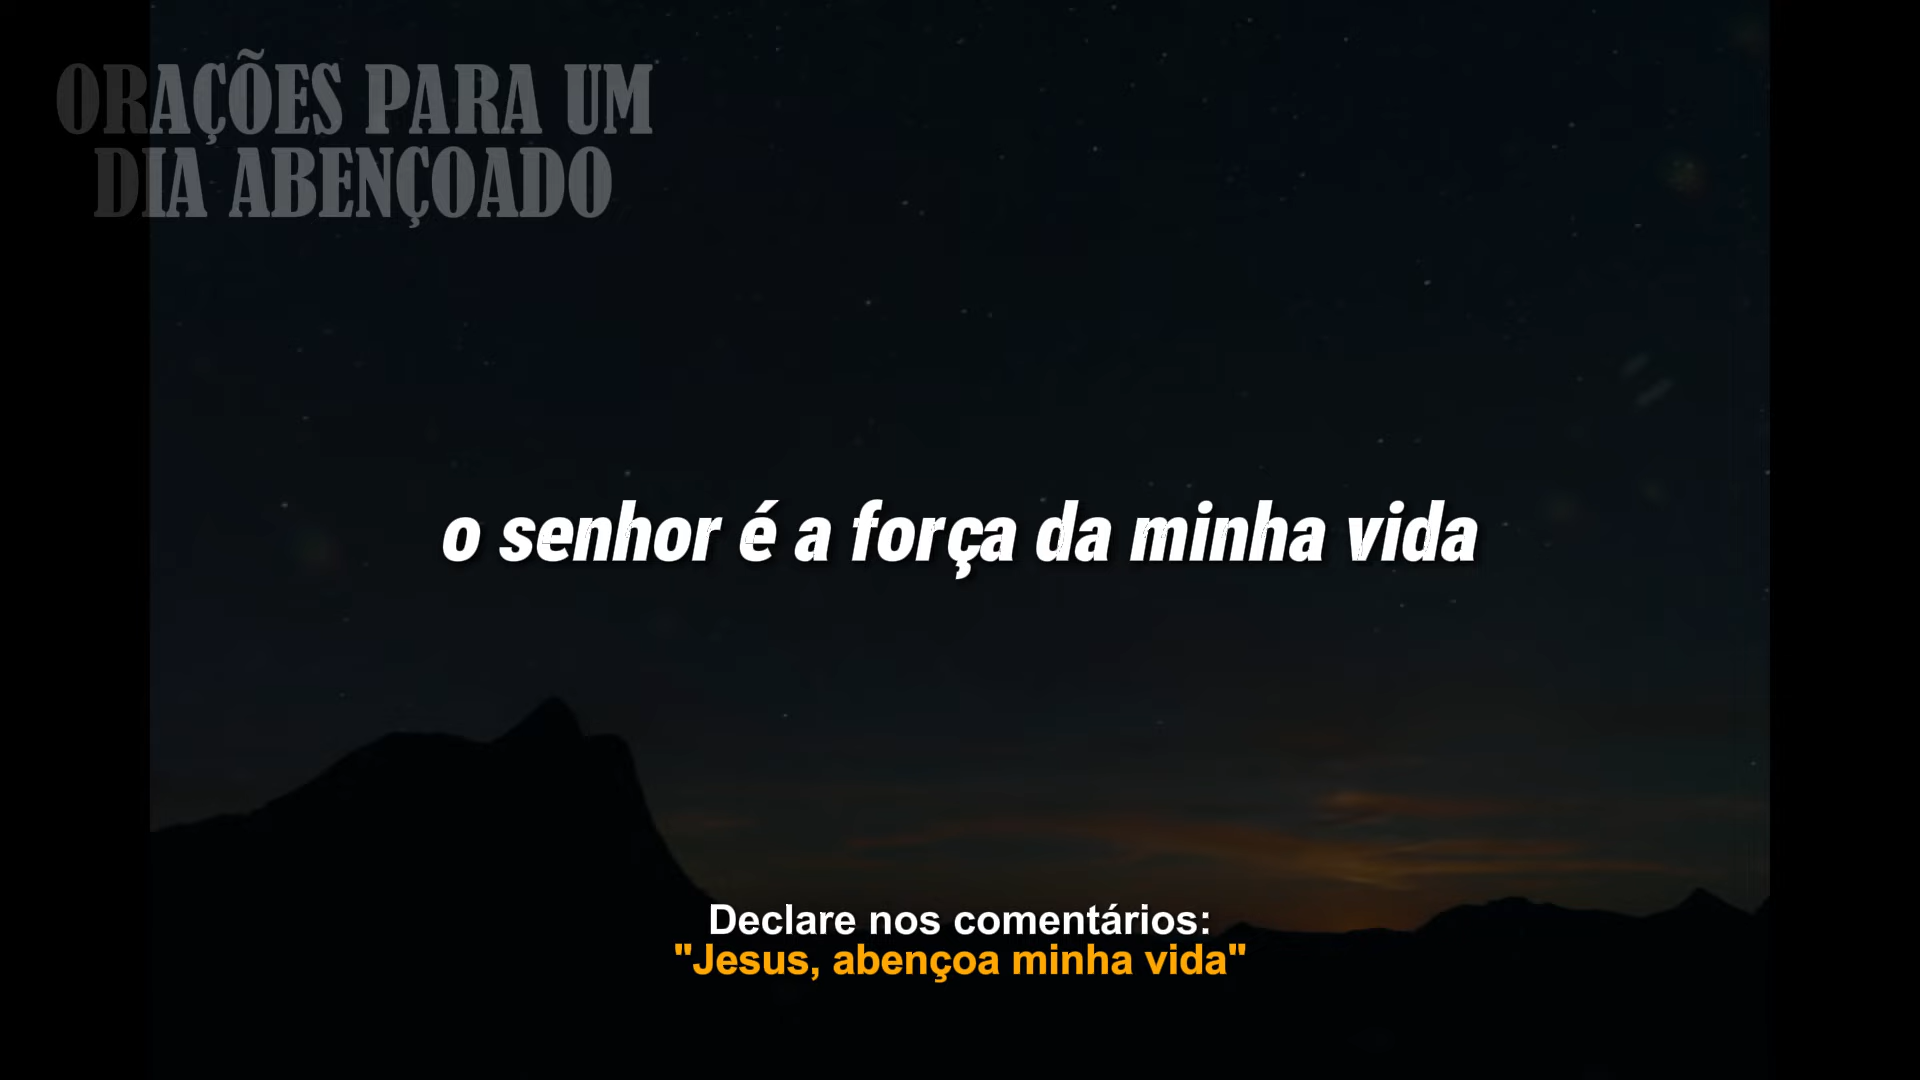 ORAÇÕES PARA UM
DIA ABENÇOADO
o senhor é a força da minha vida
Declare nos comentários:
"Jesus, abençoa minha vida"